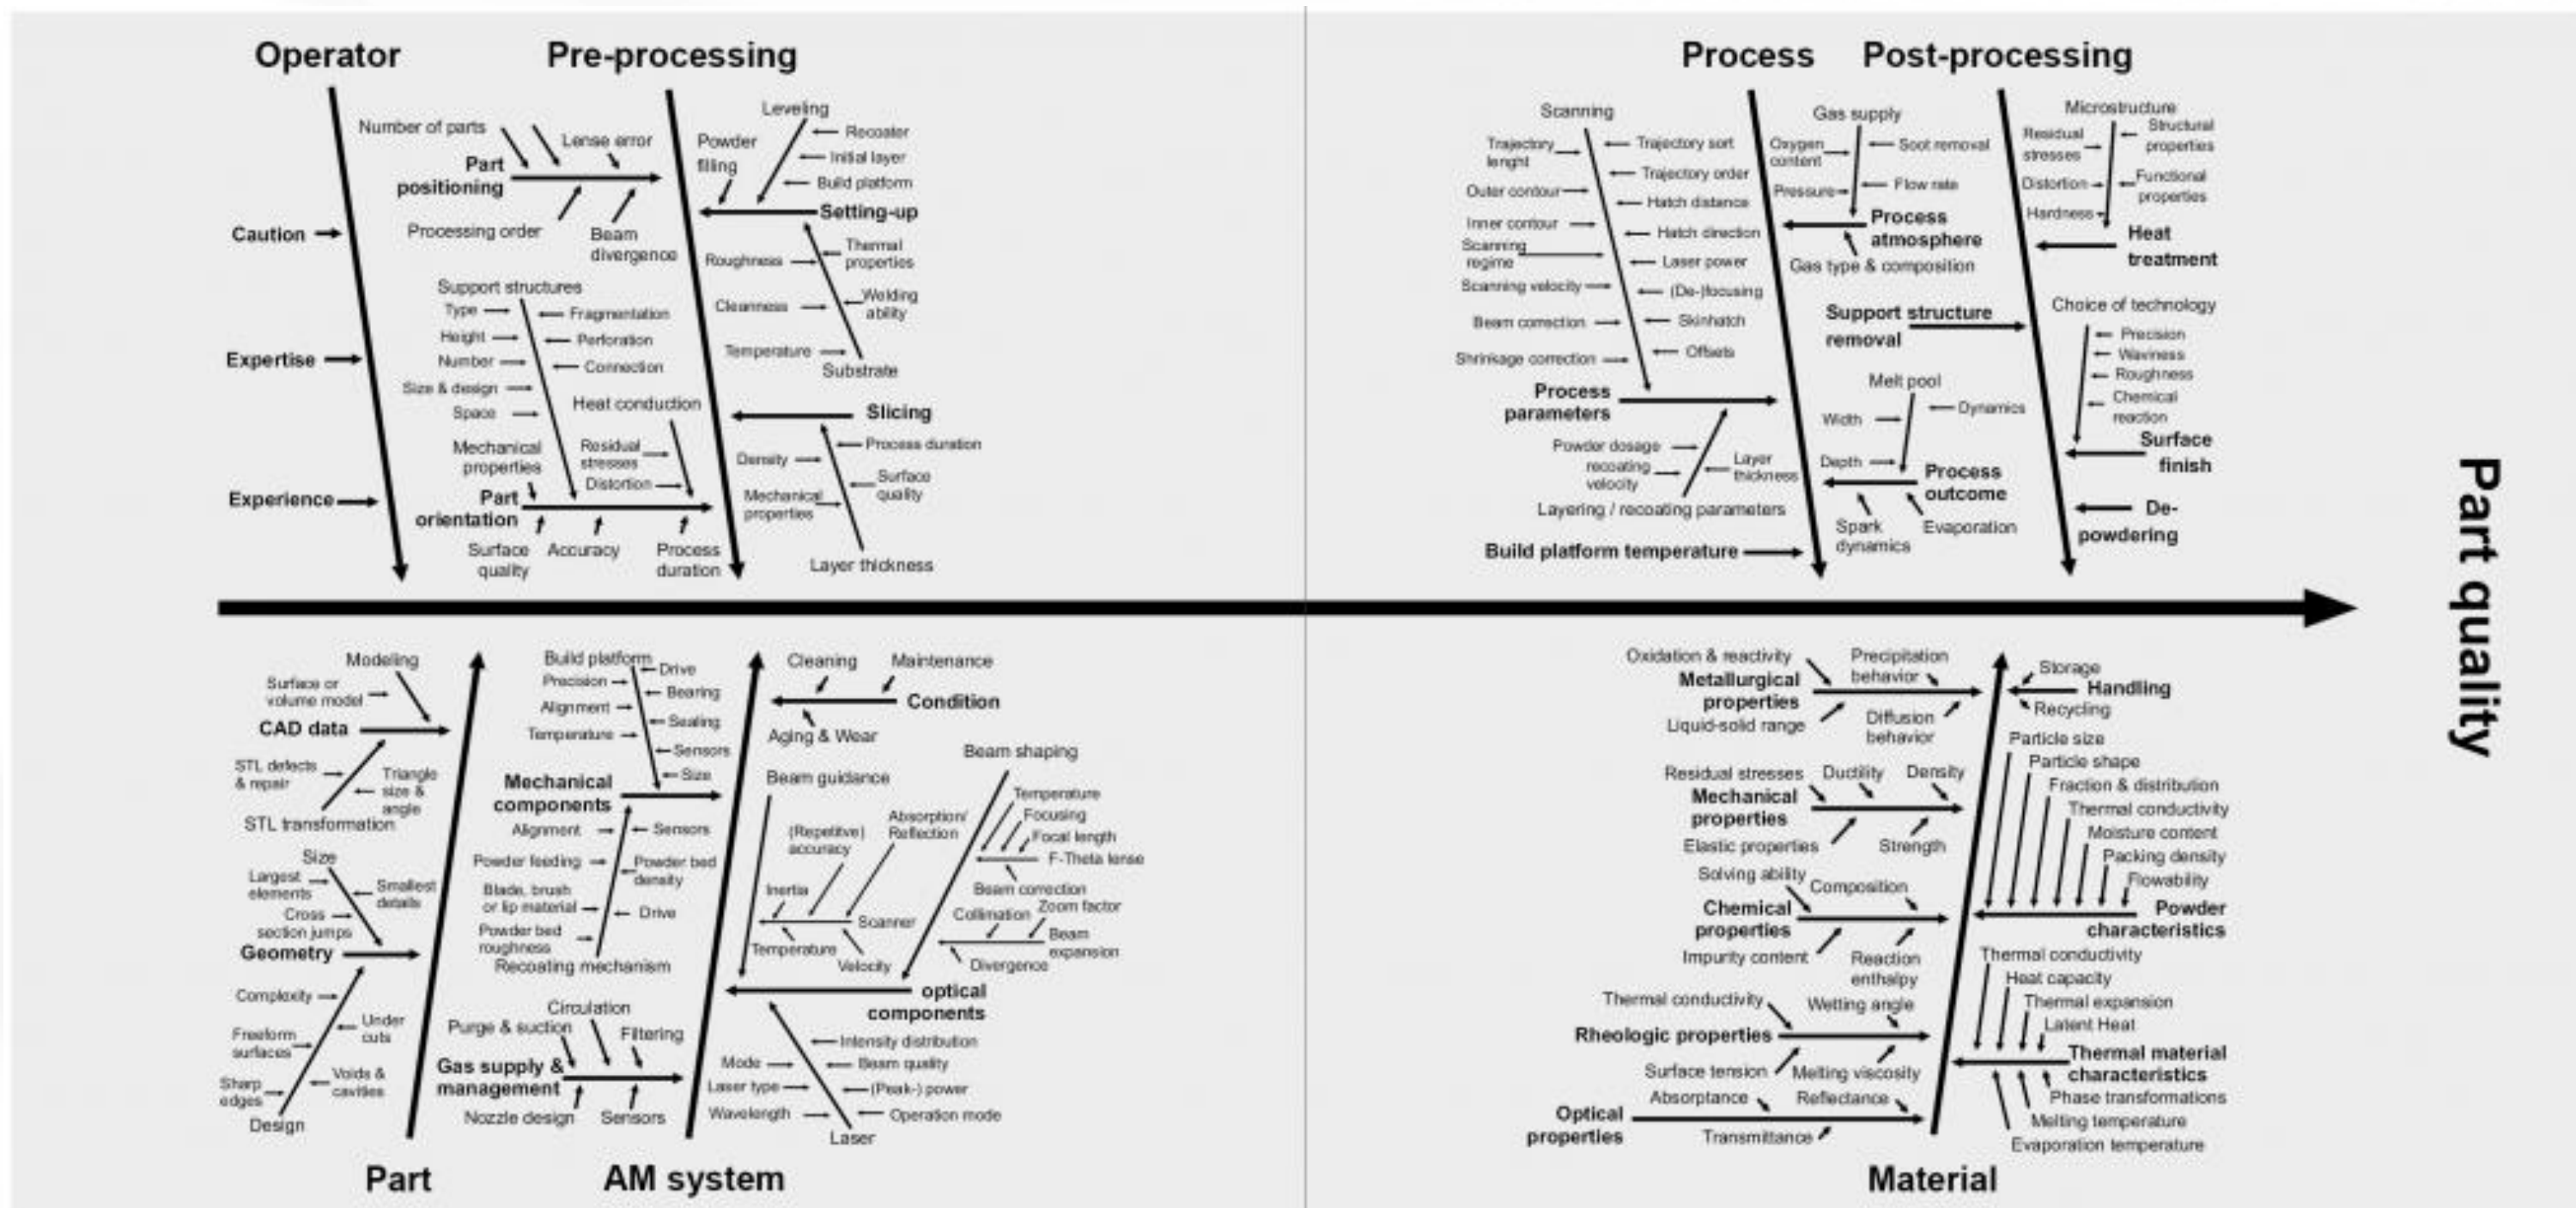 Operator
Pre-processing
Number of parts
Lense error
Part
positioning
Processing order
Beam
divergence
Caution
Expertise
Experience
Support structures
Type
Fragmentation
Height
Perforation
Number
Connection
Size & design
Space
Heat conduction
Mechanical
properties
Residual
stresses
Distortion
Part
orientation
Surface
quality
Accuracy
Process
duration
Leveling
Powder
filling
Recoater
Initial layer
Build platform
Setting-up
Roughness
Thermal
properties
Cleanness
Welding
ability
Temperature
Substrate
Slicing
Process duration
Density
Surface
quality
Mechanical
properties
Layer thickness
Process
Post-processing
Scanning
Trajectory
lenght
Trajectory sort
Trajectory order
Outer contour
Hatch distance
Inner contour
Hatch direction
Scanning
regime
Laser power
Scanning velocity
(De-)focusing
Beam correction
Skinhatch
Shrinkage correction
Offsets
Process
parameters
Powder dosage
recoating
velocity
Layer
thickness
Layering / recoating parameters
Build platform temperature
Gas supply
Oxygen
content
Soot removal
Pressure
Flow rate
Process
atmosphere
Gas type & composition
Support structure
removal
Melt pool
Width
Dynamics
Depth
Process
outcome
Spark
dynamics
Evaporation
Microstructure
Residual
stresses
Structural
properties
Distortion
Functional
properties
Hardness
Heat
treatment
Choice of technology
Precision
Waviness
Roughness
Chemical
reaction
Surface
finish
De-
powdering
Part quality
Modeling
Surface or
volume model
CAD data
STL defects
& repair
Triangle
size &
angle
STL transformation
Size
Largest
elements
Smallest
details
Cross
section jumps
Geometry
Complexity
Under
cuts
Freeform
surfaces
Voids &
cavities
Sharp
edges
Design
Part
Build platform
Drive
Precision
Bearing
Alignment
Sealing
Temperature
Sensors
Size
Mechanical
components
Alignment
Sensors
Powder feeding
Powder bed
density
Blade, brush
or lip material
Drive
Powder bed
roughness
Recoating mechanism
Circulation
Purge & suction
Filtering
Gas supply &
management
Nozzle design
Sensors
AM system
Cleaning
Maintenance
Condition
Aging & Wear
Beam guidance
Beam shaping
Temperature
Focusing
Focal length
F-Theta lense
Beam correction
(Repetitive)
accuracy
Absorption/
Reflection
Inertia
Scanner
Temperature
Velocity
Collimation
Zoom factor
Beam
expansion
Divergence
optical
components
Intensity distribution
Mode
Beam quality
Laser type
(Peak-) power
Wavelength
Operation mode
Laser
Oxidation & reactivity
Precipitation
behavior
Metallurgical
properties
Liquid-solid range
Diffusion
behavior
Residual stresses
Ductility
Density
Mechanical
properties
Elastic properties
Strength
Solving ability
Composition
Chemical
properties
Impurity content
Reaction
enthalpy
Thermal conductivity
Wetting angle
Rheologic properties
Surface tension
Melting viscosity
Absorptance
Reflectance
Optical
properties
Transmittance
Storage
Handling
Recycling
Particle size
Particle shape
Fraction & distribution
Thermal conductivity
Moisture content
Packing density
Flowability
Powder
characteristics
Thermal conductivity
Heat capacity
Thermal expansion
Latent Heat
Thermal material
characteristics
Phase transformations
Melting temperature
Evaporation temperature
Material